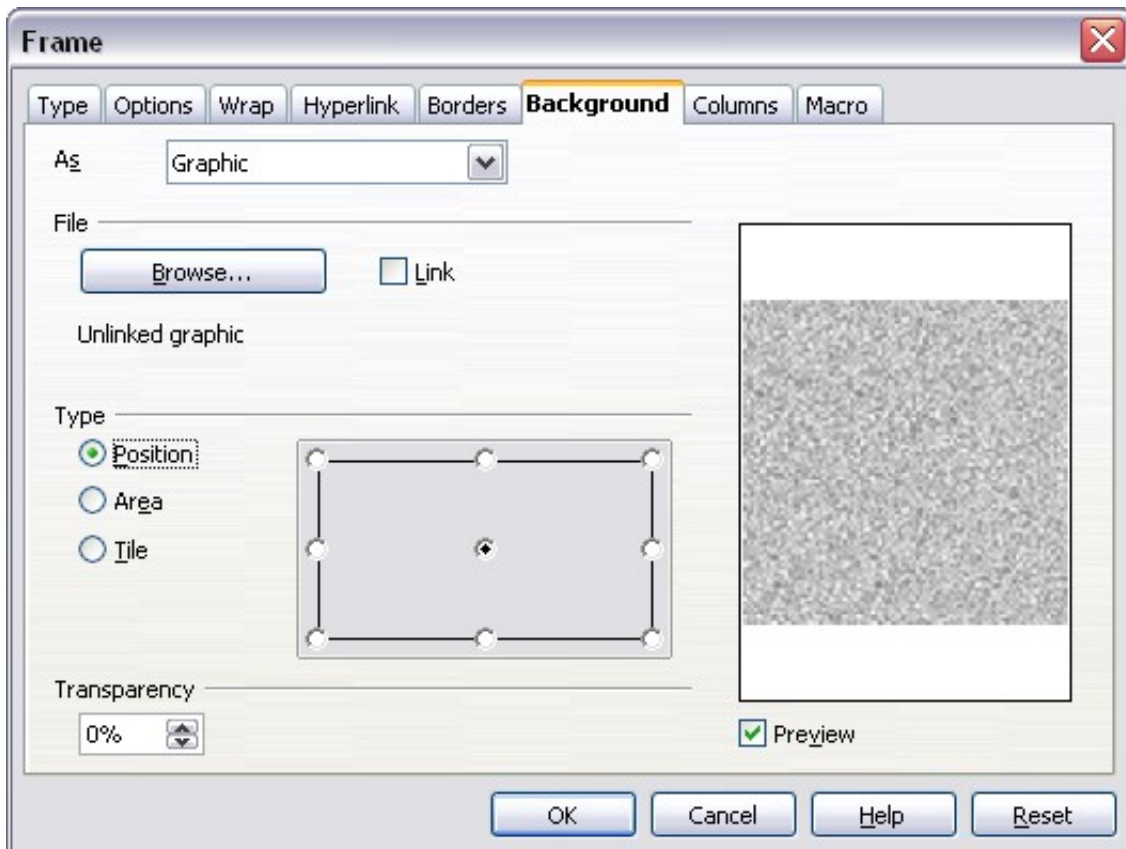 Frame
Type Options Wrap Hyperlink Borders Background Columns Macro
As Graphic
File
Browse... Link
Unlinked graphic
Type
Position
Area
Tile
Transparency
0%
Preview
OK Cancel Help Reset